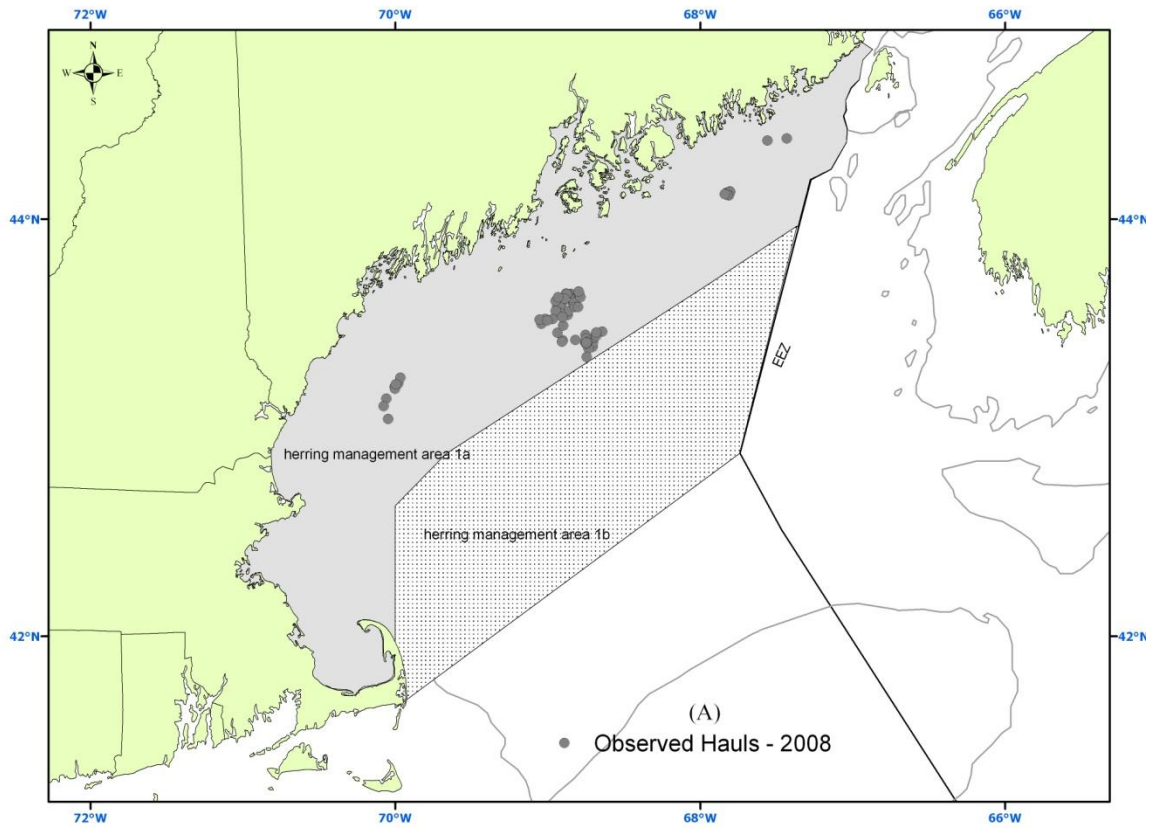 72°W 70°W 68°W 66°W
N
W E
S
44°N 44°N
EEZ
herring management area 1a
herring management area 1b
42°N 42°N
(A)
Observed Hauls - 2008
72°W 70°W 68°W 66°W